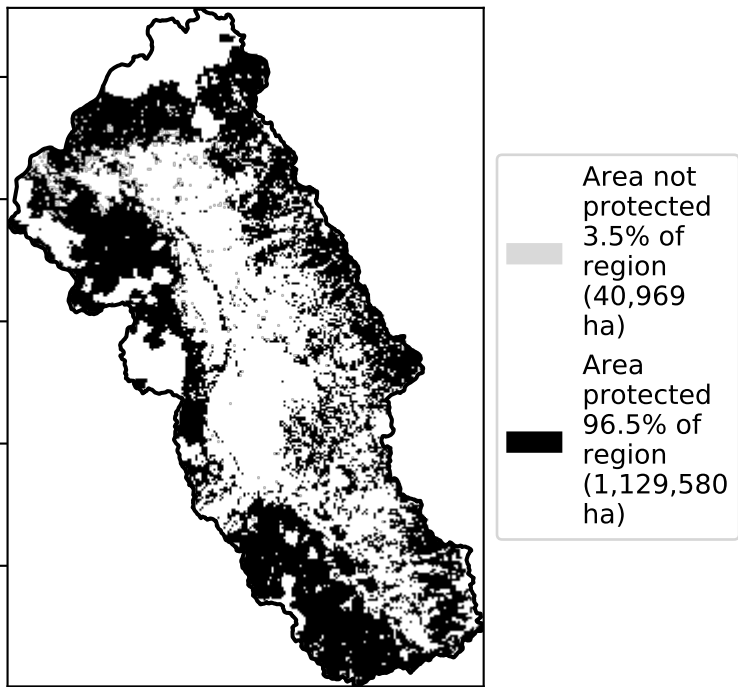 Area not
protected
3.5% of
region
(40,969
ha)
Area
protected
96.5% of
region
(1,129,580
ha)